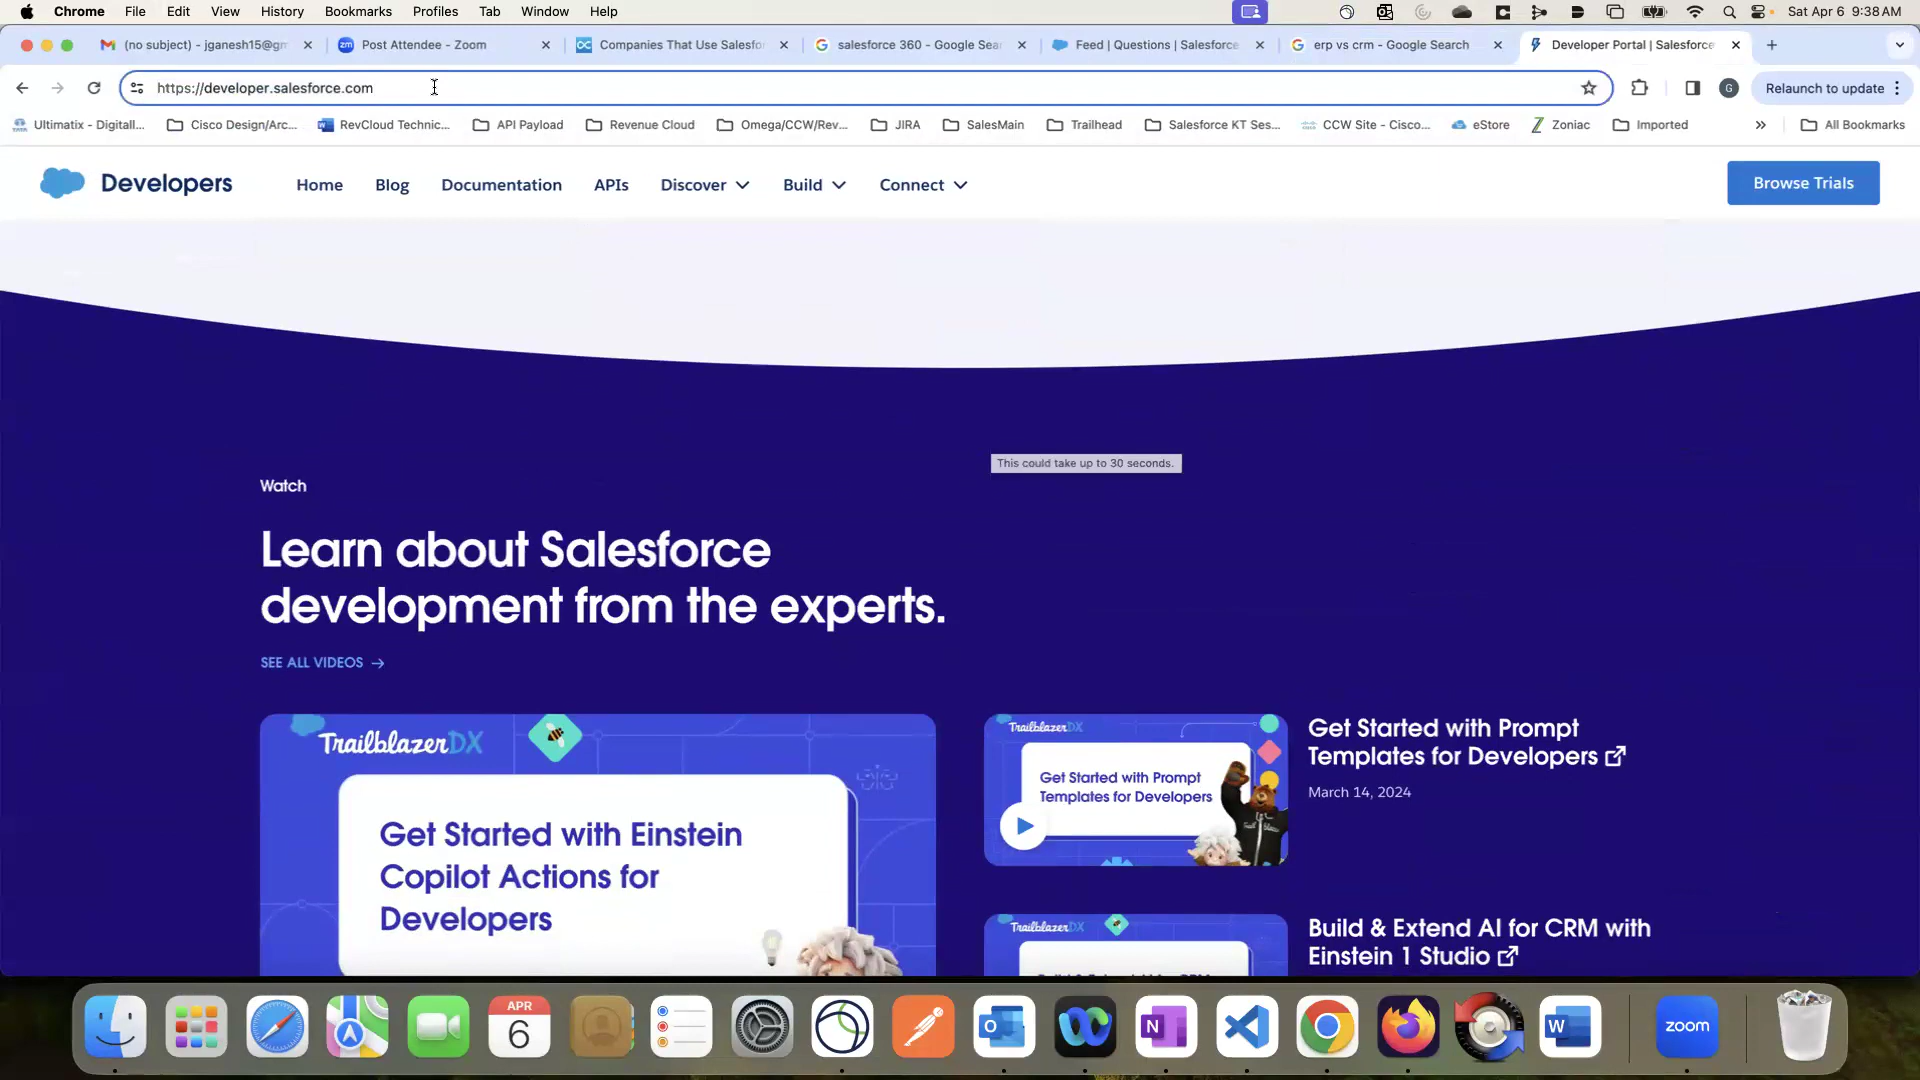 Chrome File Edit View History Bookmarks Profiles Tab Window Help Sat Apr 6 9:38 AM
(no subject) - jganesh15@gm
Post Attendee - Zoom
Companies That Use Salesfo
salesforce 360 - Google Sea
Feed | Questions | Salesforce
erp vs crm - Google Search
Developer Portal | Salesforce
https://developer.salesforce.com
G
Relaunch to update
Ultimatix - Digitall...
Cisco Design/Arc...
RevCloud Technic...
API Payload
Revenue Cloud
Omega/CCW/Rev...
JIRA
SalesMain
Trailhead
Salesforce KT Ses...
CCW Site - Cisco...
eStore
Zoniac
Imported
All Bookmarks
Developers
Home Blog Documentation APIs Discover Build Connect
Browse Trials
This could take up to 30 seconds.
Watch
Learn about Salesforce
development from the experts.
SEE ALL VIDEOS
TrailblazerDX
Get Started with Einstein
Copilot Actions for
Developers
TrailblazerDX
Get Started with Prompt
Templates for Developers
Get Started with Prompt
Templates for Developers
March 14, 2024
TrailblazerDX
Build & Extend AI for CRM with
Einstein 1 Studio
APR
6
zoom